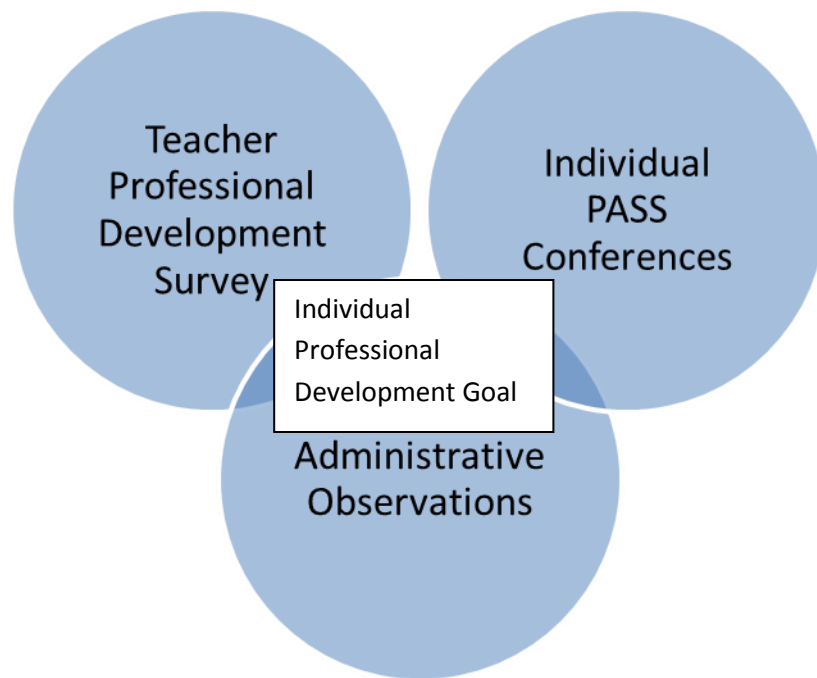 Teacher
Professional
Development
Survey
Individual
PASS
Conferences
Individual
Professional
Development Goal
Administrative
Observations